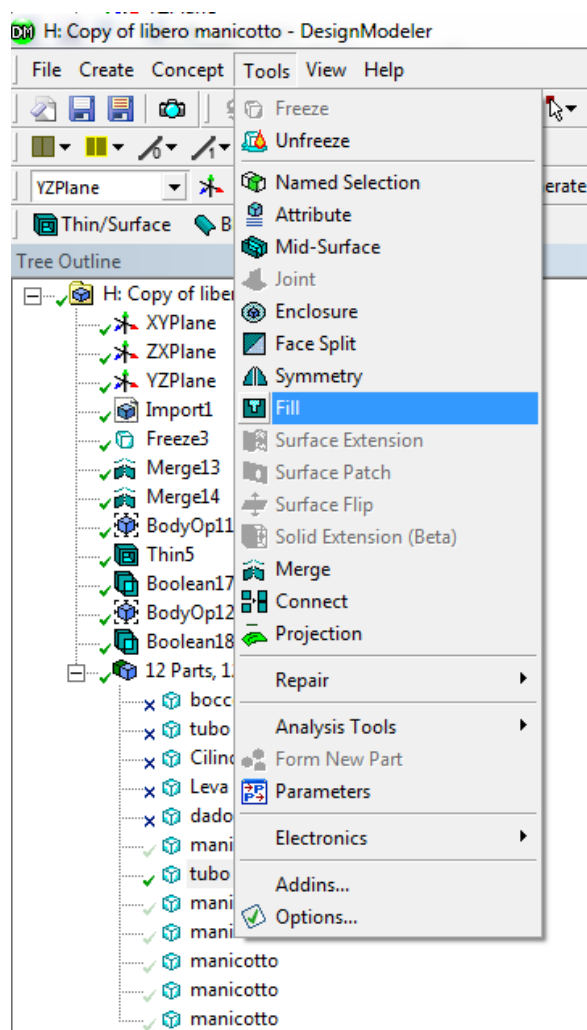 H: Copy of libero manicotto - DesignModeler
File Create Concept Tools View Help
YZPlane
erate
Thin/Surface B
Tree Outline
H: Copy of liber
XYPlane
ZXPlane
YZPlane
Import1
Freeze3
Merge13
Merge14
BodyOp11
Thin5
Boolean17
BodyOp12
Boolean18
12 Parts, 1
bocc
tubo
Cilind
Leva
dado
mani
tubo
mani
mani
manicotto
manicotto
manicotto
Freeze
Unfreeze
Named Selection
Attribute
Mid-Surface
Joint
Enclosure
Face Split
Symmetry
Fill
Surface Extension
Surface Patch
Surface Flip
Solid Extension (Beta)
Merge
Connect
Projection
Repair
Analysis Tools
Form New Part
Parameters
Electronics
Addins...
Options...